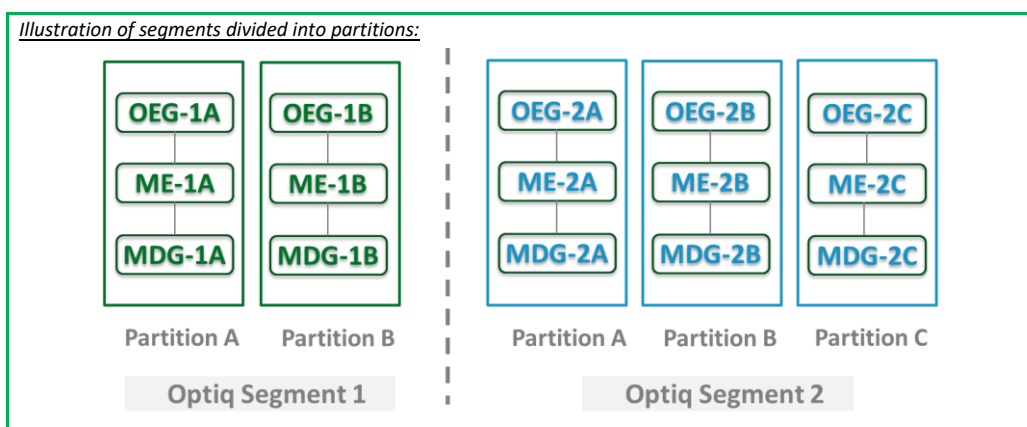 Illustration of segments divided into partitions:
OEG-1A OEG-1B OEG-2A OEG-2B OEG-2C
ME-1A ME-1B ME-2A ME-2B ME-2C
MDG-1A MDG-1B MDG-2A MDG-2B MDG-2C
Partition A Partition B Partition A Partition B Partition C
Optiq Segment 1 Optiq Segment 2